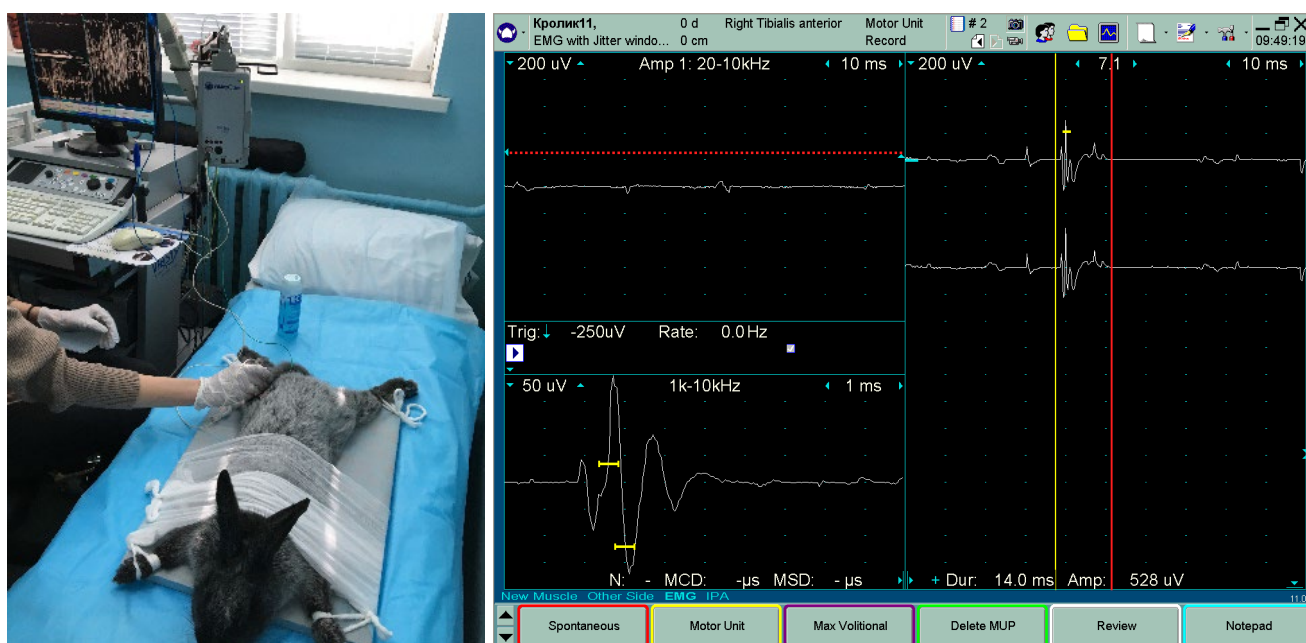 Кролик11, 0 d Right Tibialis anterior Motor Unit # 2
EMG with Jitter windo... 0 cm Record 09:49:19
200 uV Amp 1: 20-10kHz 10 ms
200 uV 7.1 10 ms
Trig: -250uV Rate: 0.0 Hz
50 uV 1k-10kHz 1 ms
N: - MCD: -µs MSD: - µs
+ Dur: 14.0 ms Amp: 528 uV
New Muscle Other Side EMG IPA 11.0
Spontaneous Motor Unit Max Volitional Delete MUP Review Notepad